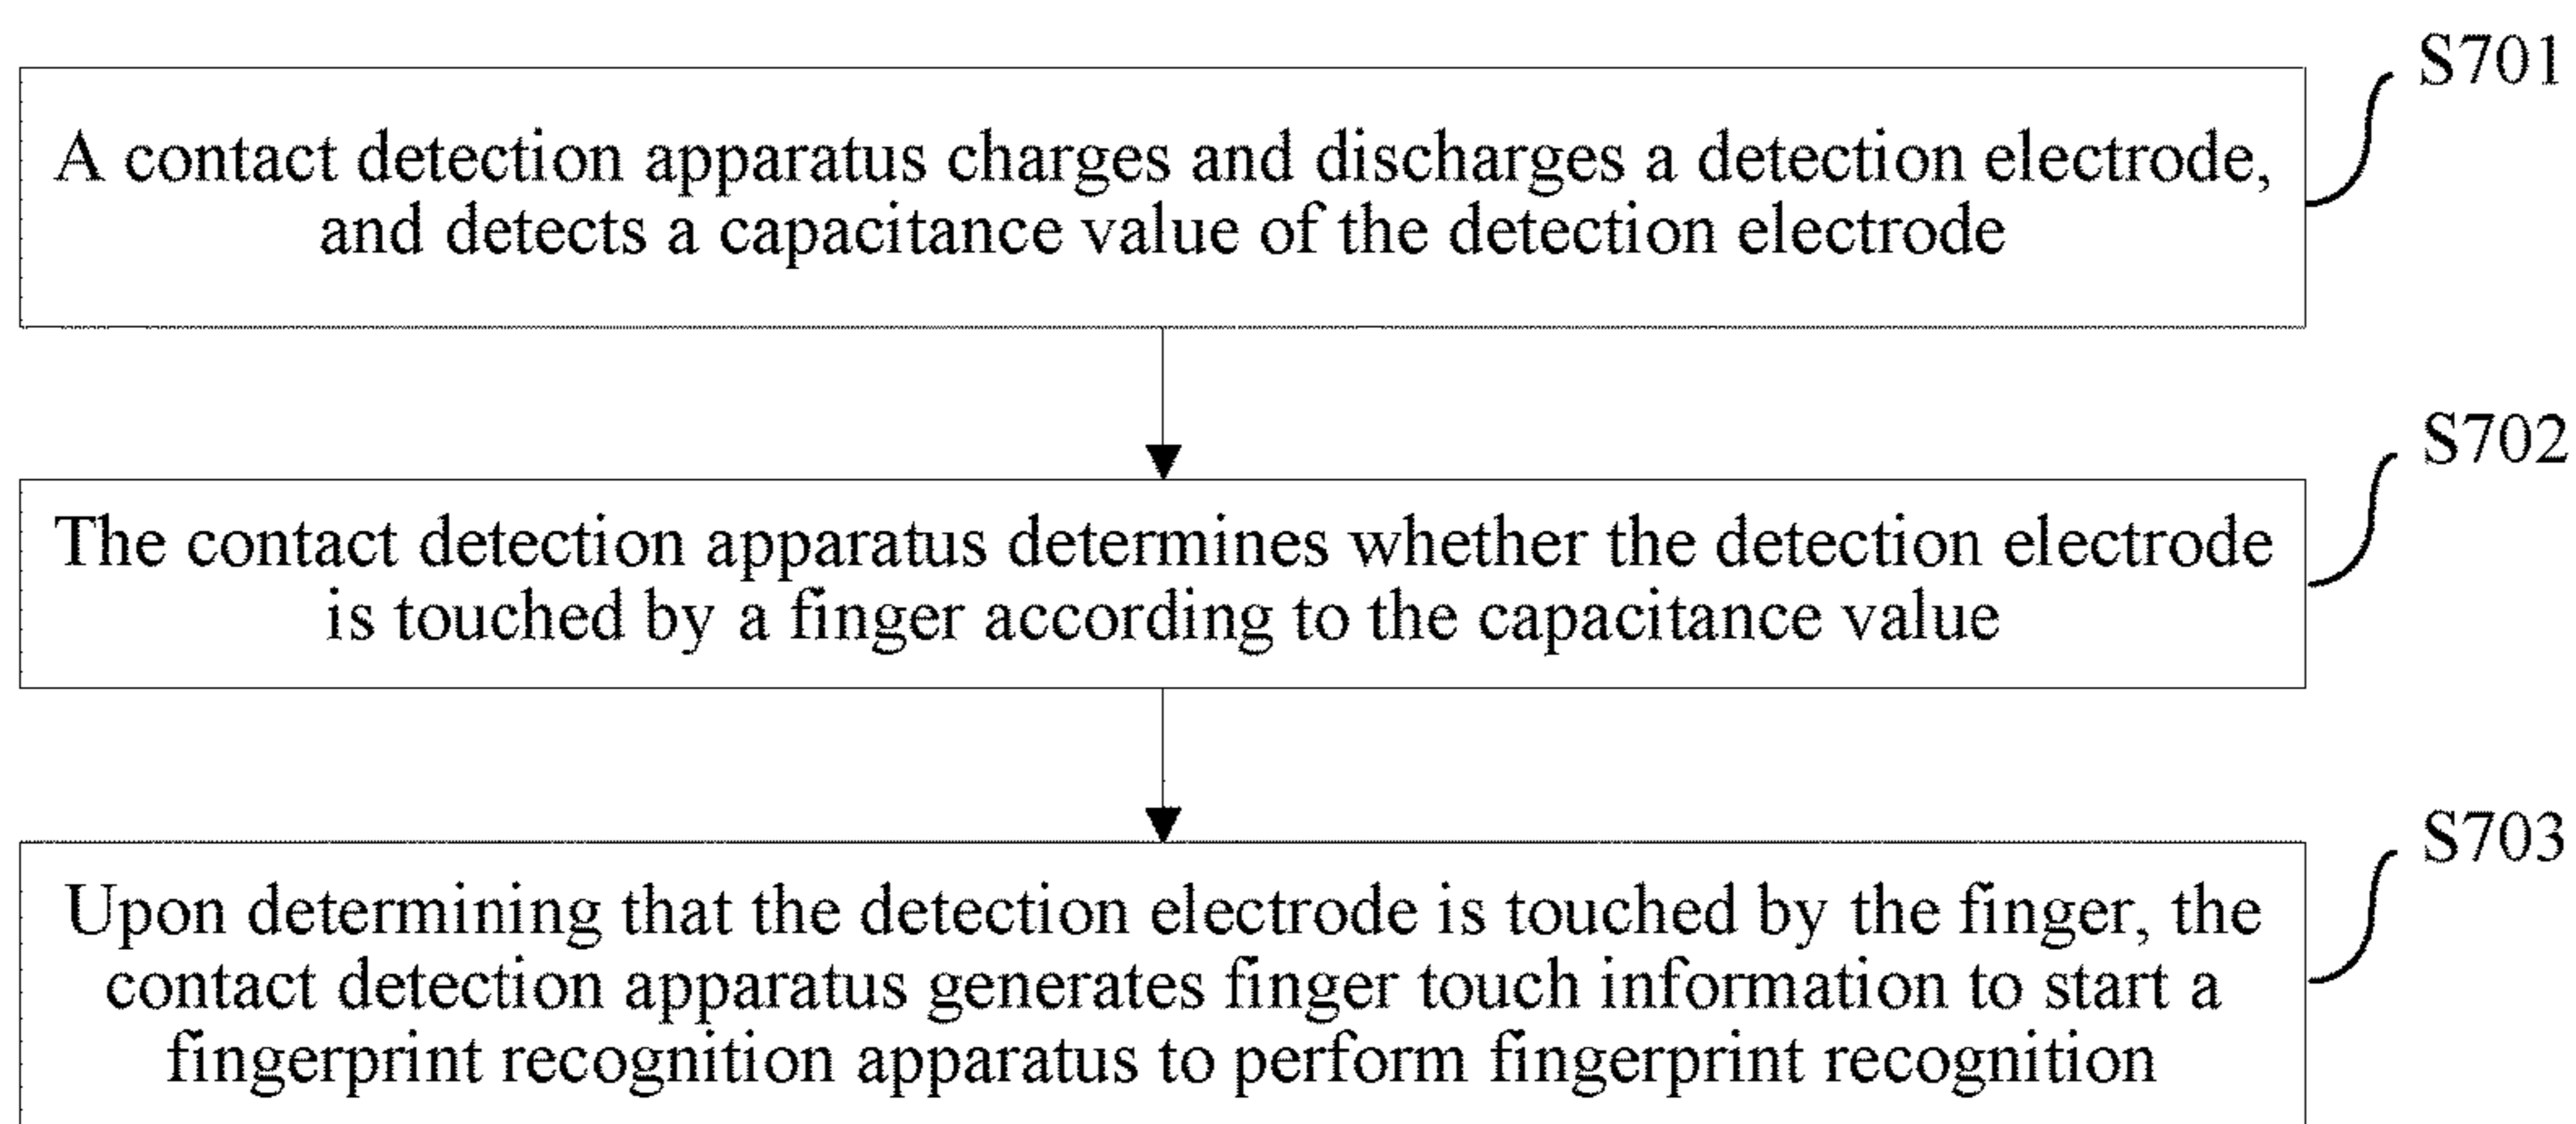 S701
A contact detection apparatus charges and discharges a detection electrode,
and detects a capacitance value of the detection electrode
S702
The contact detection apparatus determines whether the detection electrode
is touched by a finger according to the capacitance value
S703
Upon determining that the detection electrode is touched by the finger, the
contact detection apparatus generates finger touch information to start a
fingerprint recognition apparatus to perform fingerprint recognition